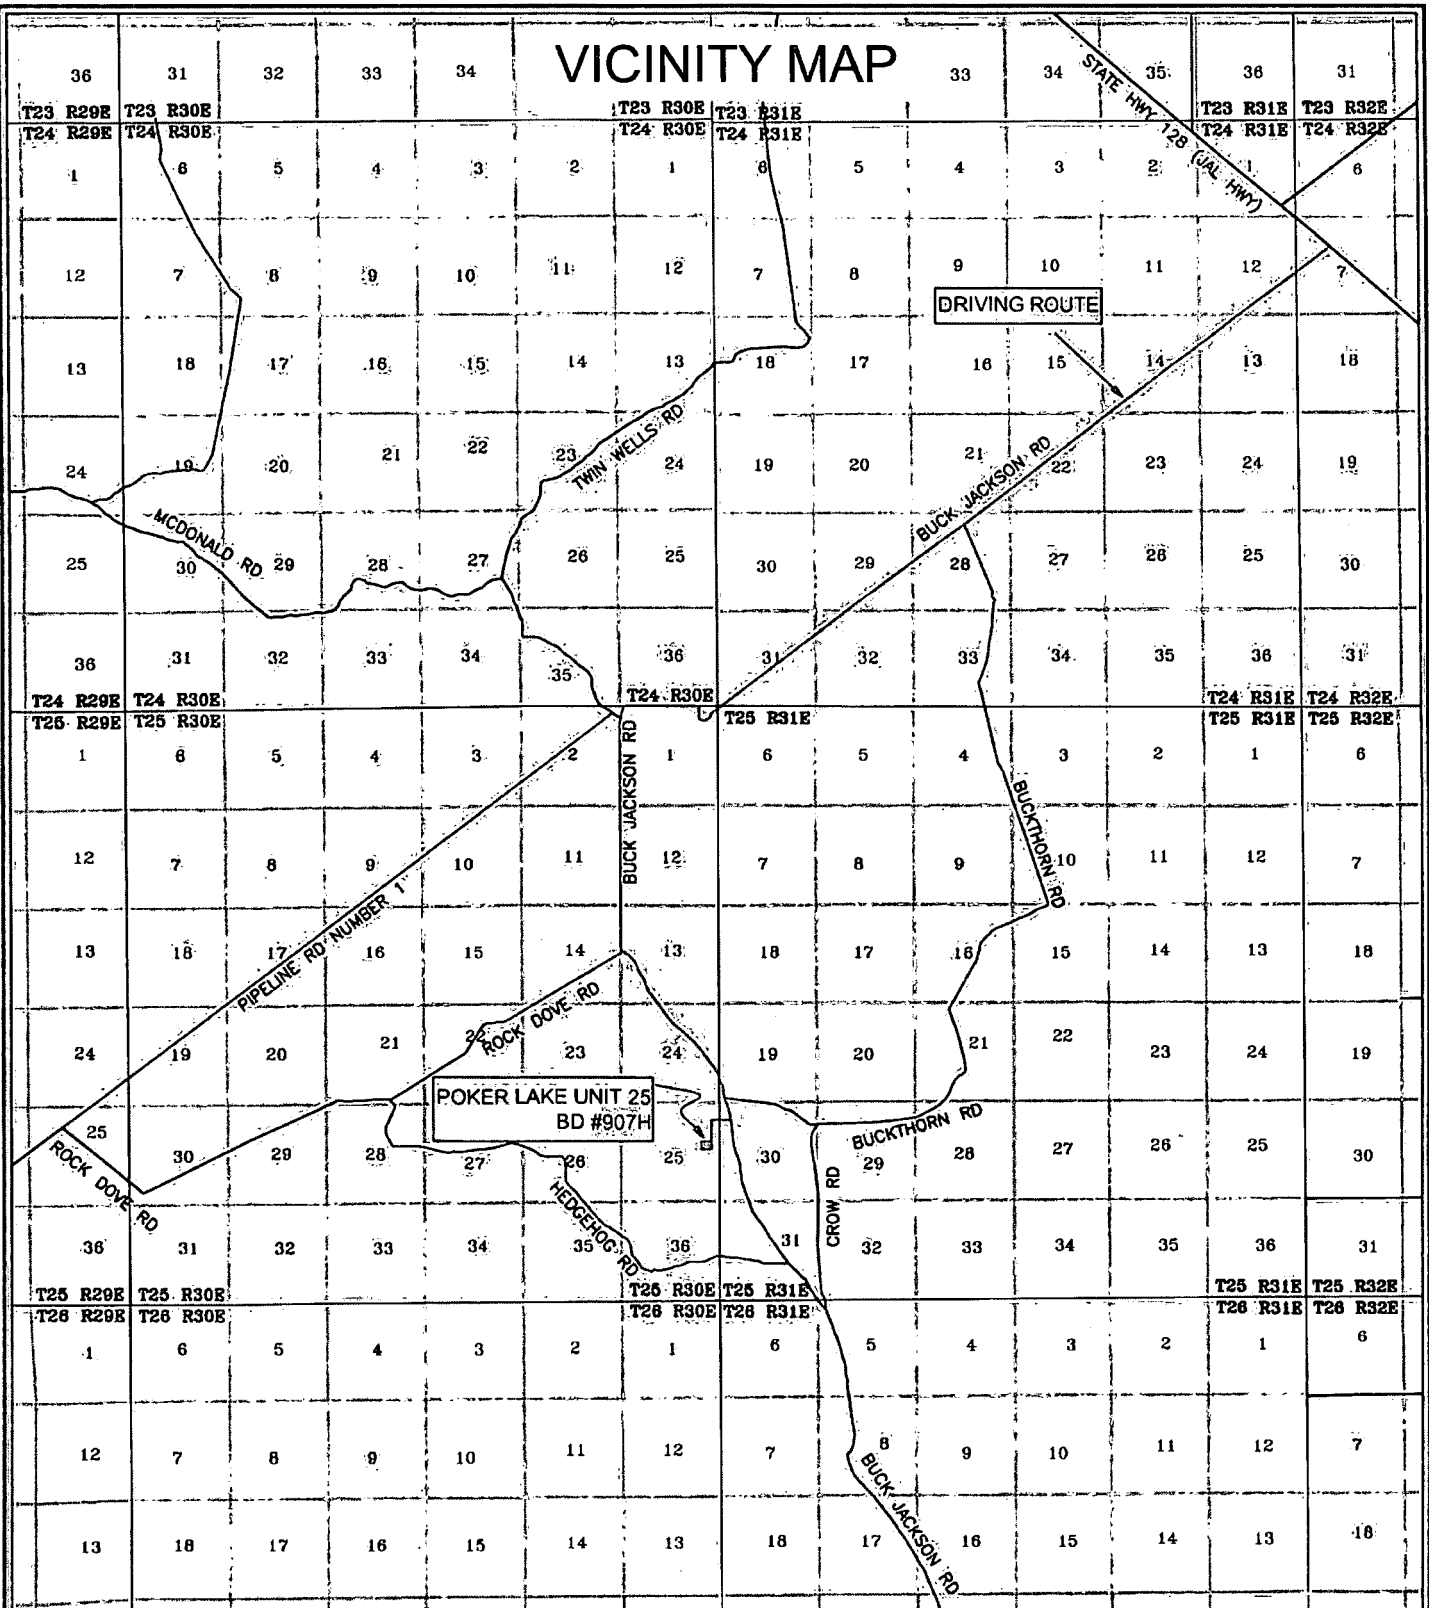 VICINITY MAP
36 31 32 33 34 33 34 35 36 31
T23 R29E T23 R30E T23 R30E T23 R31E T23 R31E T23 R32E
T24 R29E T24 R30E T24 R30E T24 R31E T24 R31E T24 R32E
STATE HWY 128 (JAL HWY)
1 6 5 4 3 2 1 6 5 4 3 2 1 6
12 7 8 9 10 11 12 7 8 9 10 11 12 7
DRIVING ROUTE
13 18 17 16 15 14 13 18 17 16 15 14 13 18
TWIN WELLS RD
24 19 20 21 22 23 24 19 20 21 22 23 24 19
BUCK JACKSON RD
MCDONALD RD
25 30 29 28 27 26 25 30 29 28 27 26 25 30
36 31 32 33 34 35 36 31 32 33 34 35 36 31
T24 R29E T24 R30E T24 R30E T24 R31E T24 R32E
T25 R29E T25 R30E T25 R31E T25 R31E T25 R32E
1 6 5 4 3 2 1 6 5 4 3 2 1 6
BUCK JACKSON RD
BUCKTHORN RD
12 7 8 9 10 11 12 7 8 9 10 11 12 7
PIPELINE RD NUMBER 1
13 18 17 16 15 14 13 18 17 16 15 14 13 18
ROCK DOVE RD
24 19 20 21 22 23 24 19 20 21 22 23 24 19
POKER LAKE UNIT 25
BD #907H
BUCKTHORN RD
25 30 29 28 27 26 25 30 29 28 27 26 25 30
ROCK DOVE RD
HEDGEHOG RD
CROW RD
36 31 32 33 34 35 36 31 32 33 34 35 36 31
T25 R29E T25 R30E T25 R30E T25 R31E T25 R31E T25 R32E
T26 R29E T26 R30E T26 R30E T26 R31E T26 R31E T26 R32E
1 6 5 4 3 2 1 6 5 4 3 2 1 6
12 7 8 9 10 11 12 7 8 9 10 11 12 7
BUCK JACKSON RD
13 18 17 16 15 14 13 18 17 16 15 14 13 18